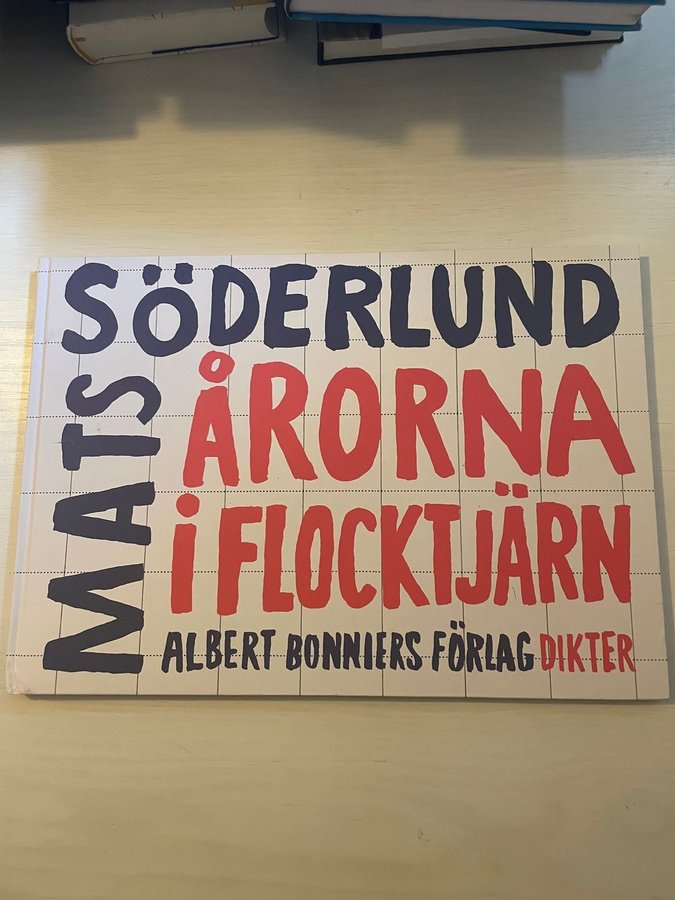 MATS
SÖDERLUND
ÅRORNA
I FLOCKTJÄRN
ALBERT BONNIERS FÖRLAG DIKTER